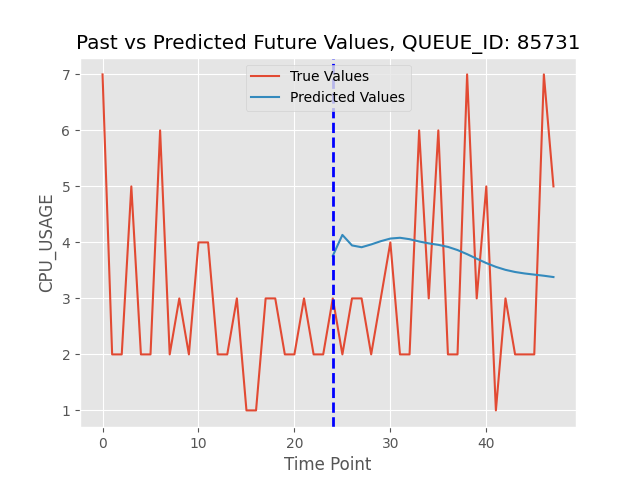 Past vs Predicted Future Values, QUEUE_ID: 85731
True Values
Predicted Values
7
6
5
4
3
2
1
CPU_USAGE
0 10 20 30 40
Time Point